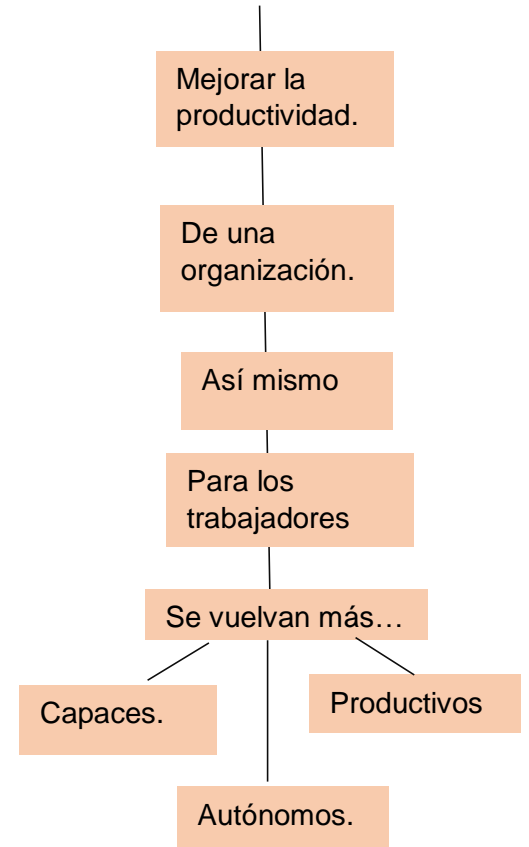 Mejorar la
productividad.
De una
organización.
Así mismo
Para los
trabajadores
Se vuelvan más…
Capaces.
Productivos
Autónomos.